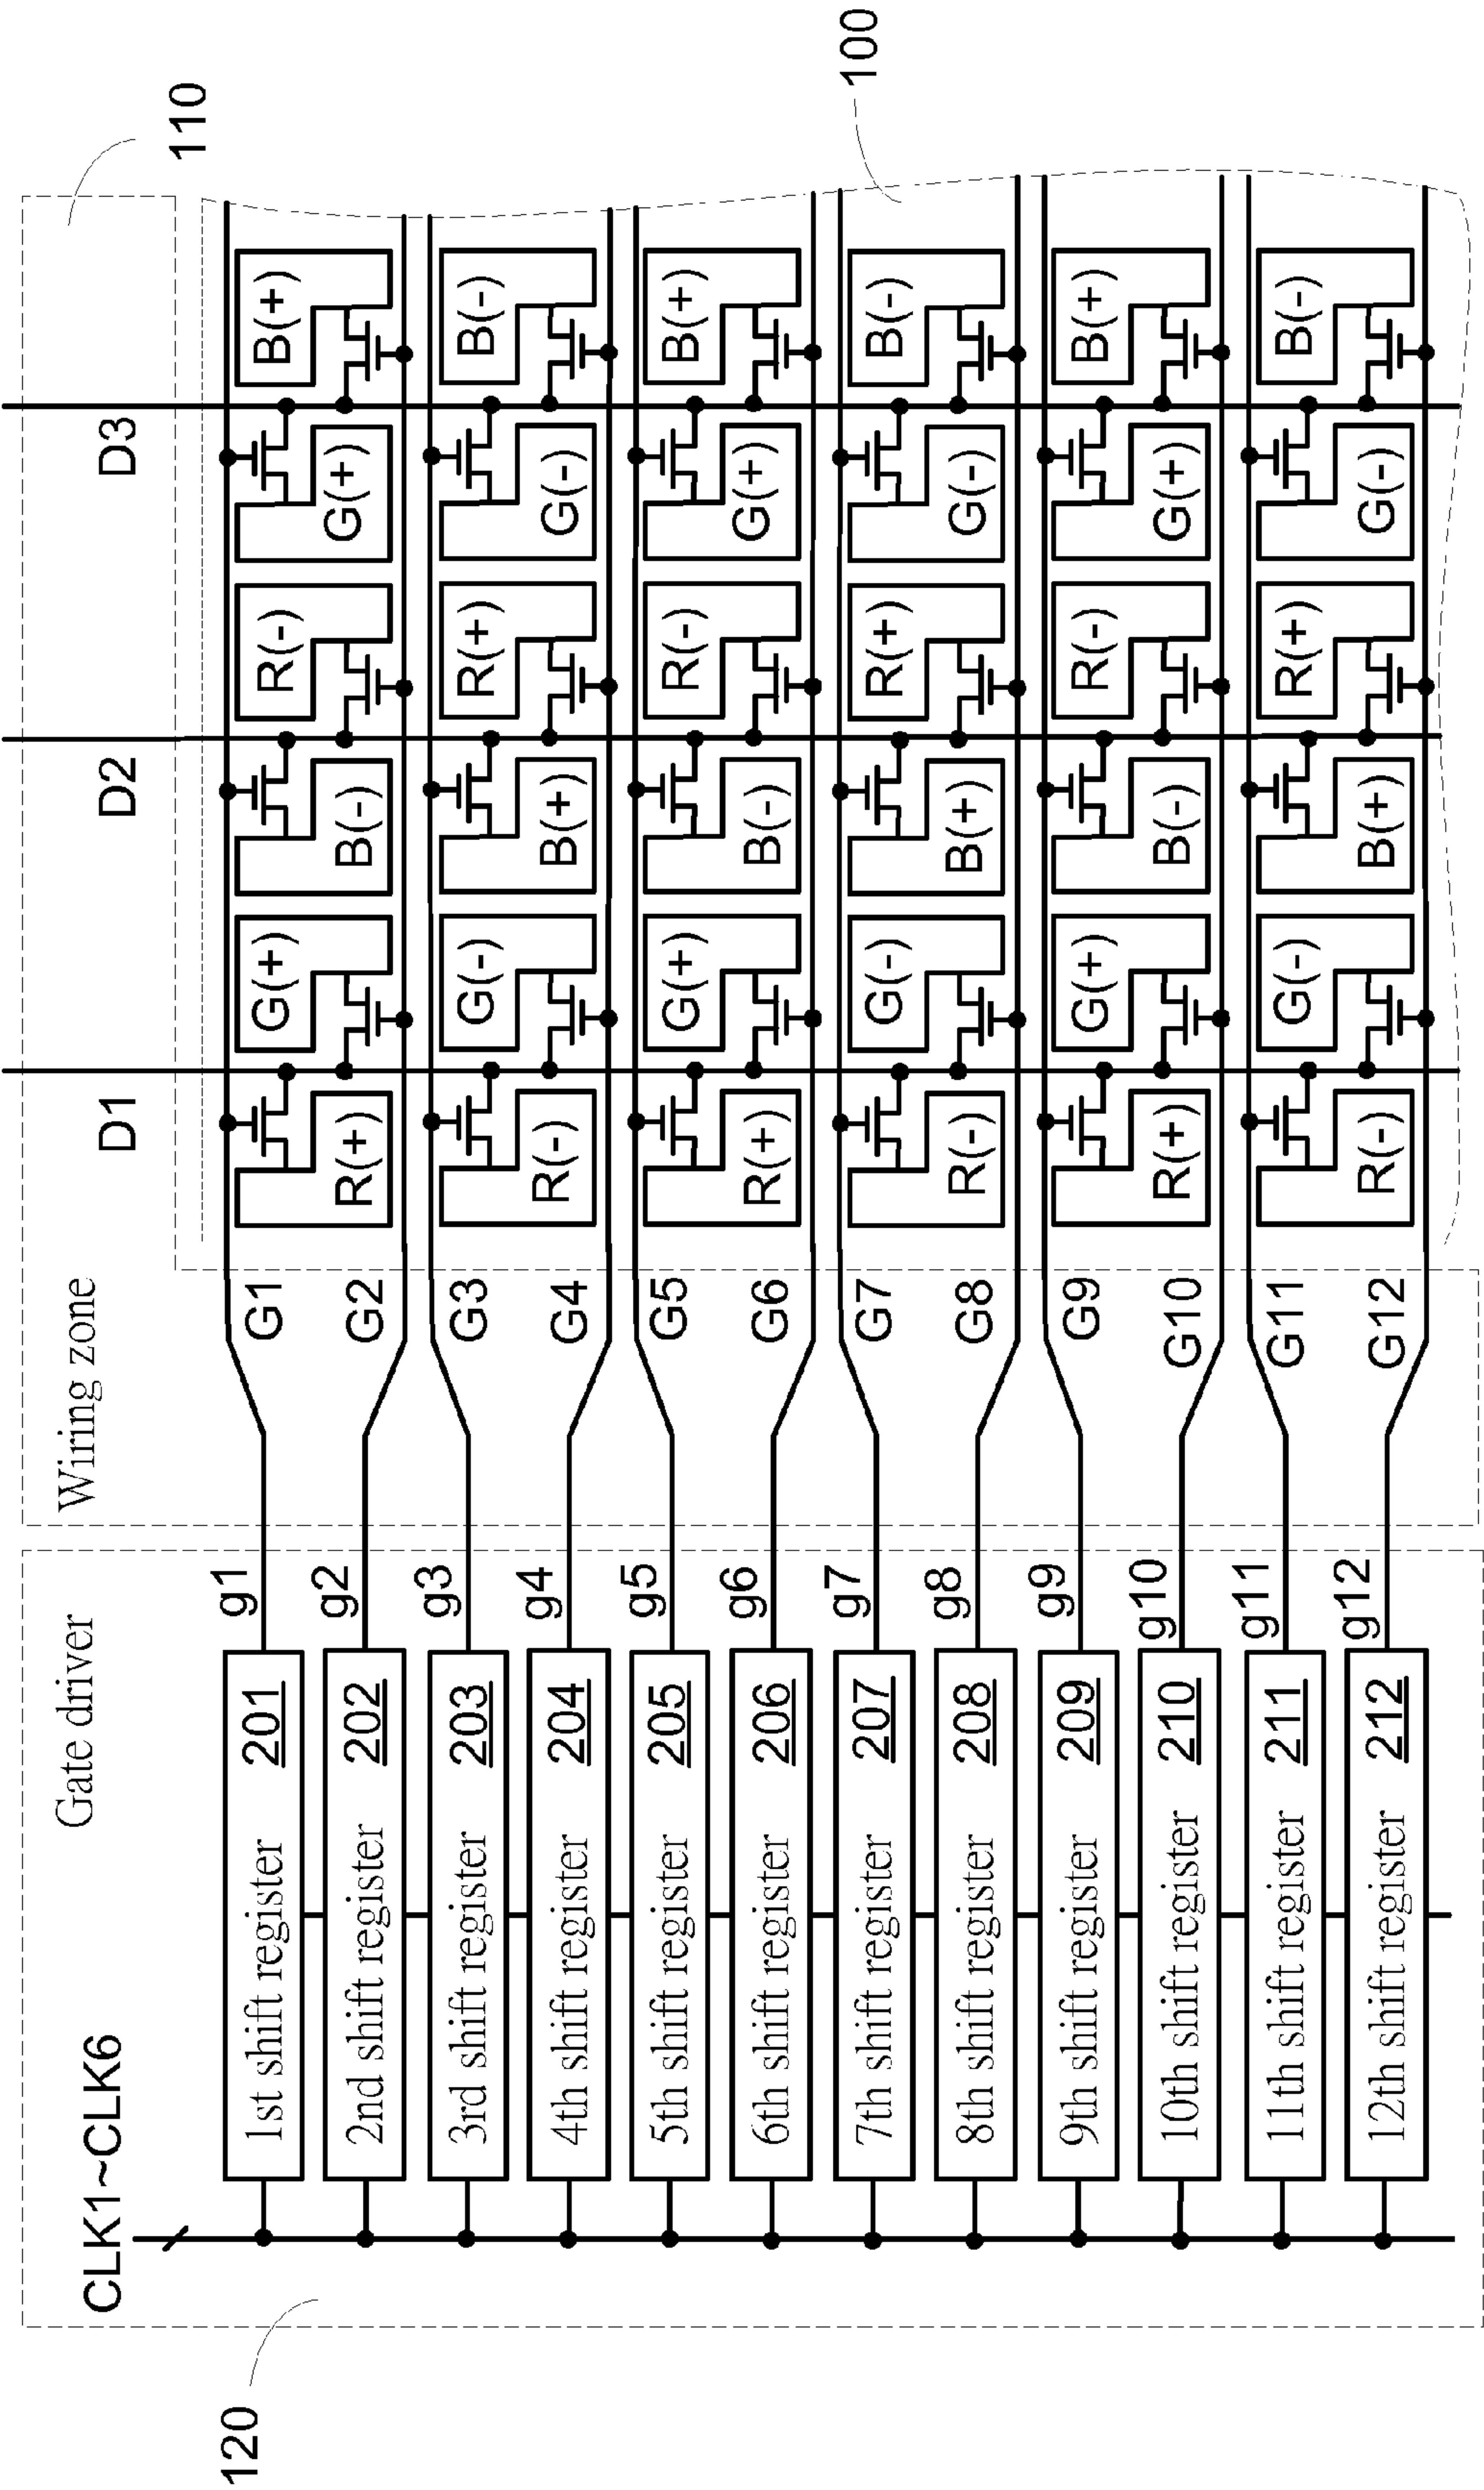 120
CLK1~CLK6
Gate driver
Wiring zone
110
D1
D2
D3
1st shift register 201
g1
G1
R(+)
G(+)
B(-)
R(-)
G(+)
B(+)
2nd shift register 202
g2
G2
3rd shift register 203
g3
G3
R(-)
G(-)
B(+)
R(+)
G(-)
B(-)
4th shift register 204
g4
G4
5th shift register 205
g5
G5
R(+)
G(+)
B(-)
R(-)
G(+)
B(+)
6th shift register 206
g6
G6
7th shift register 207
g7
G7
R(-)
G(-)
B(+)
R(+)
G(-)
B(-)
8th shift register 208
g8
G8
100
9th shift register 209
g9
G9
R(+)
G(+)
B(-)
R(-)
G(+)
B(+)
10th shift register 210
g10
G10
11th shift register 211
g11
G11
R(-)
G(-)
B(+)
R(+)
G(-)
B(-)
12th shift register 212
g12
G12